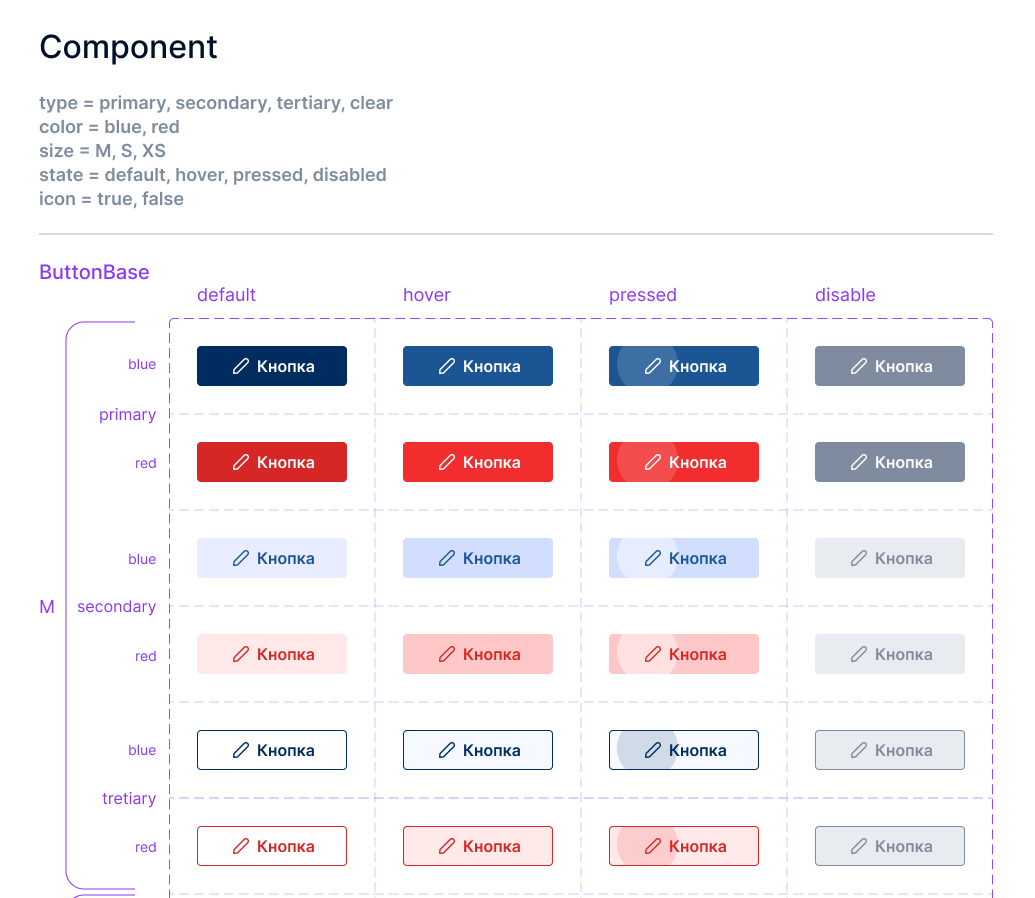 Component
type = primary, secondary, tertiary, clear
color = blue, red
size = M, S, XS
state = default, hover, pressed, disabled
icon = true, false
ButtonBase
default hover pressed disable
blue Кнопка Кнопка Кнопка Кнопка
primary
red Кнопка Кнопка Кнопка Кнопка
blue Кнопка Кнопка Кнопка Кнопка
M secondary
red Кнопка Кнопка Кнопка Кнопка
blue Кнопка Кнопка Кнопка Кнопка
tretiary
red Кнопка Кнопка Кнопка Кнопка